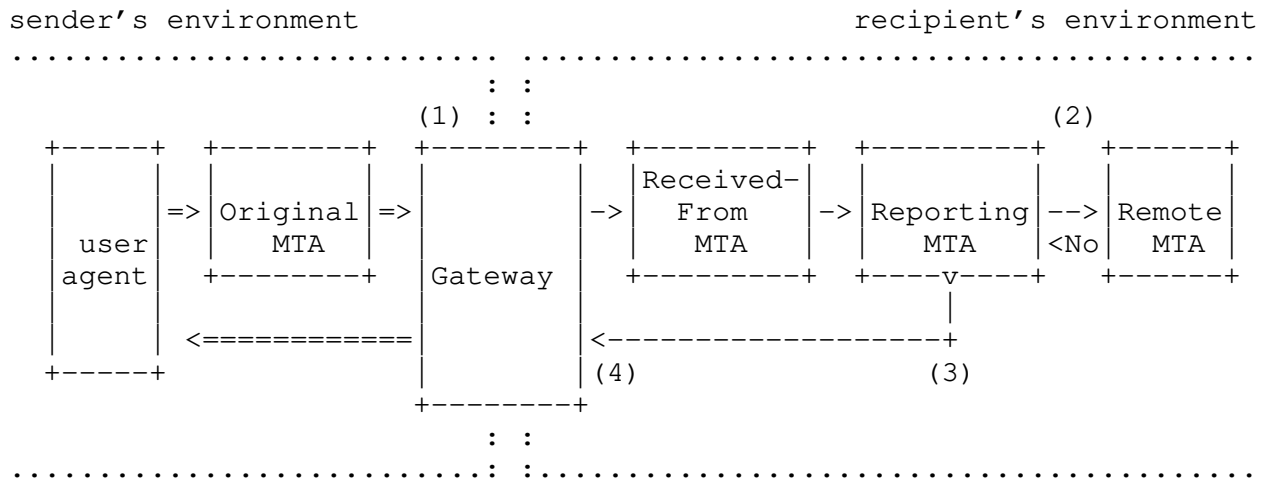 sender's environment recipient's environment
............................ ..........................................
: :
(1) : : (2)
+-----+ +--------+ +--------+ +---------+ +---------+ +------+
| | | | | | |Received-| | | | |
| |=>|Original|=>| |->| From |->|Reporting|-->|Remote|
| user| | MTA | | | | MTA | | MTA |<No| MTA |
|agent| +--------+ |Gateway | +---------+ +----v----+ +------+
| | | | |
| | <============| |<-------------------+
+-----+ | |(4) (3)
+--------+
: :
...........................: :.........................................